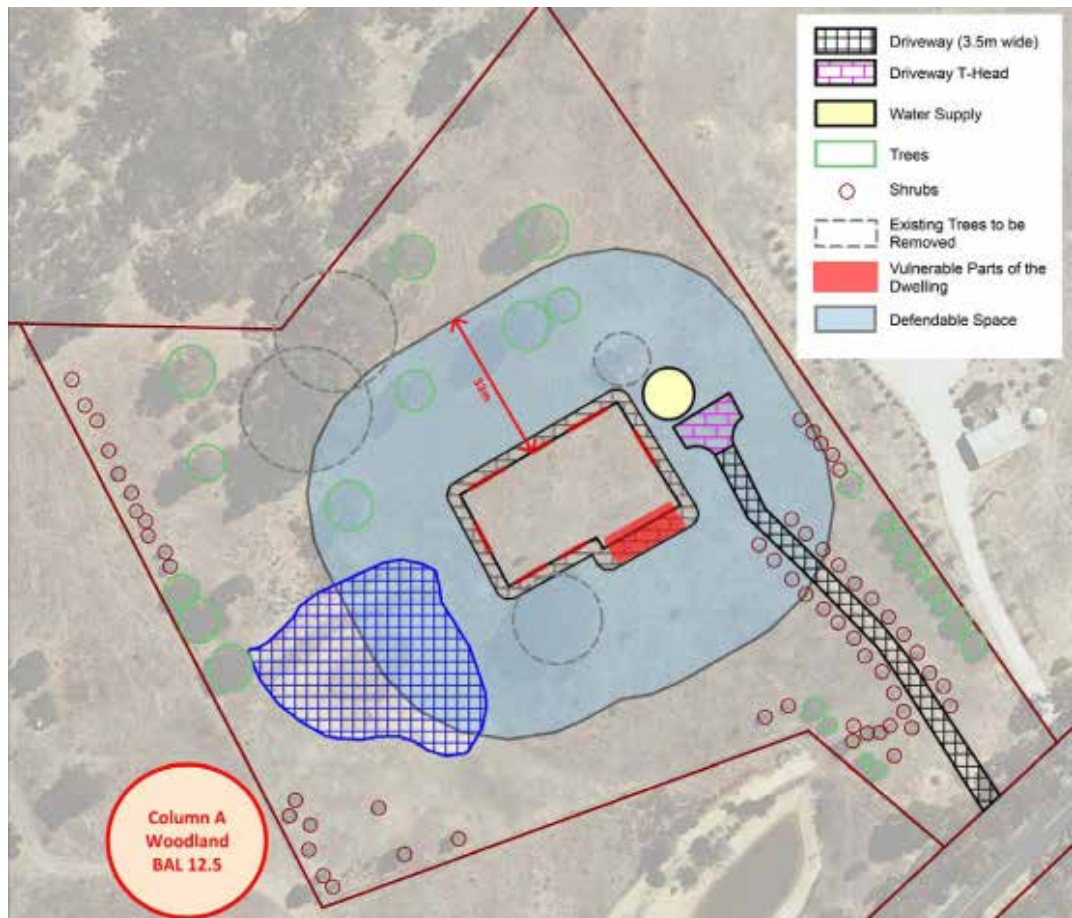 Driveway (3.5m wide)
Driveway T-Head
Water Supply
Trees
Shrubs
Existing Trees to be
Removed
Vulnerable Parts of the
Dwelling
Defendable Space
33m
Column A
Woodland
BAL 12.5